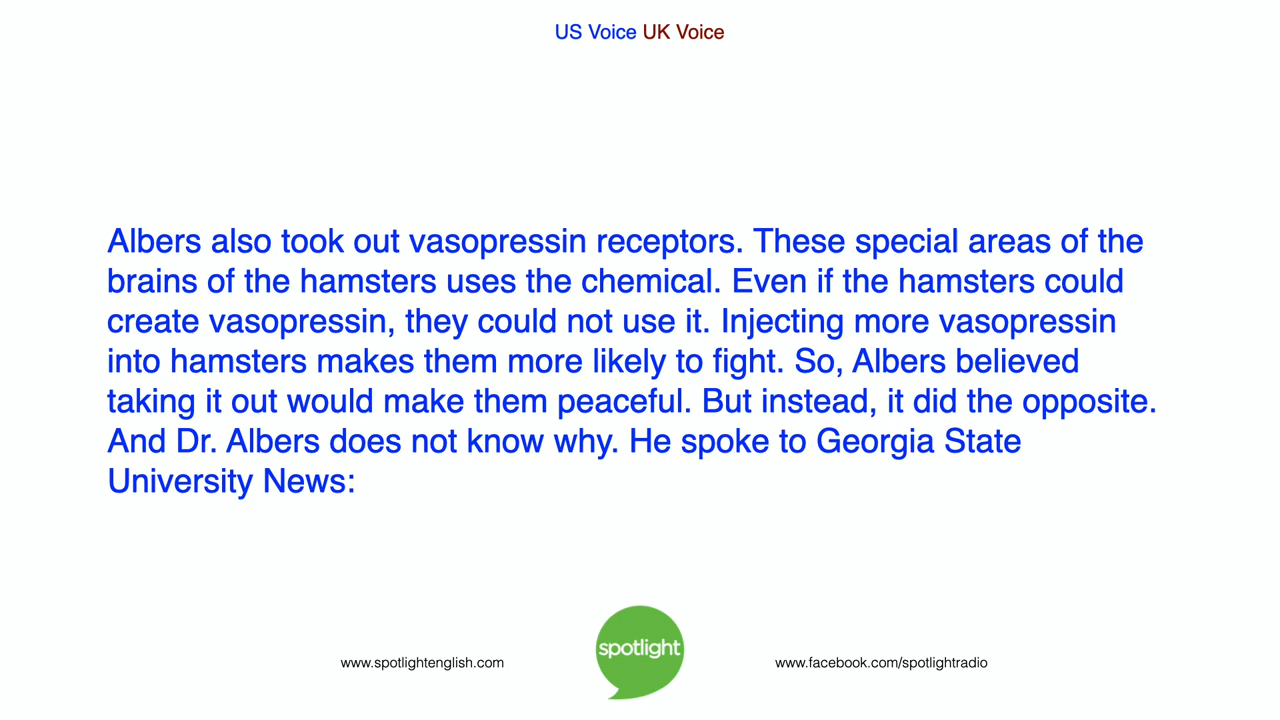 US Voice UK Voice
Albers also took out vasopressin receptors. These special areas of the
brains of the hamsters uses the chemical. Even if the hamsters could
create vasopressin, they could not use it. Injecting more vasopressin
into hamsters makes them more likely to fight. So, Albers believed
taking it out would make them peaceful. But instead, it did the opposite.
And Dr. Albers does not know why. He spoke to Georgia State
University News:
www.spotlightenglish.com
spotlight
www.facebook.com/spotlightradio